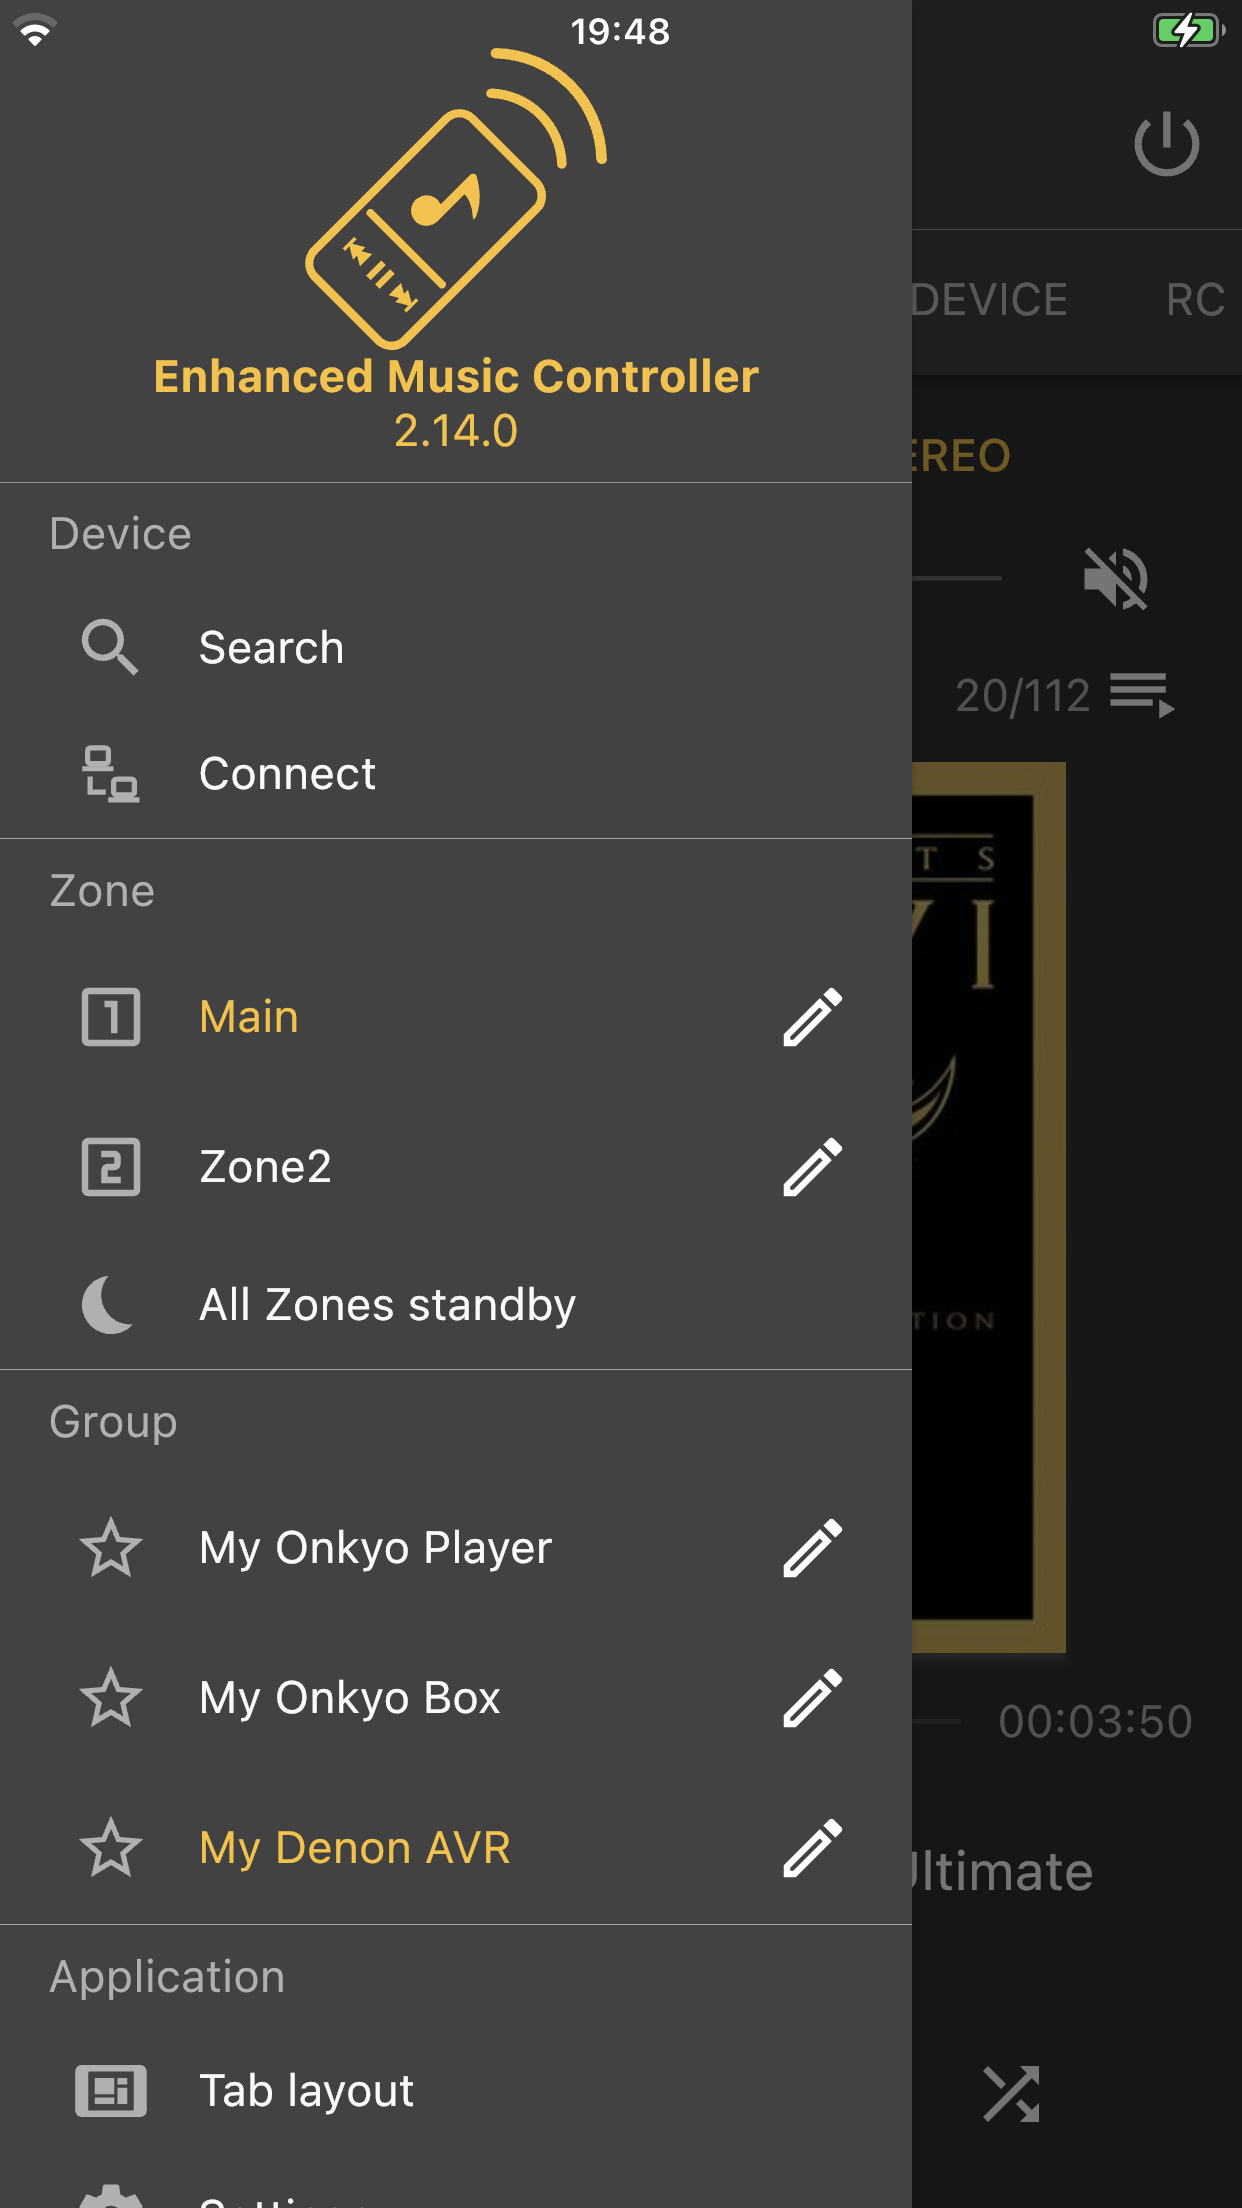 19:48
Enhanced Music Controller
2.14.0
DEVICE RC
EREO
Device
Search
20/112
Connect
T S
VI
Zone
1 Main
2 Zone2
All Zones standby
TION
Group
My Onkyo Player
My Onkyo Box
00:03:50
My Denon AVR
Ultimate
Application
Tab layout